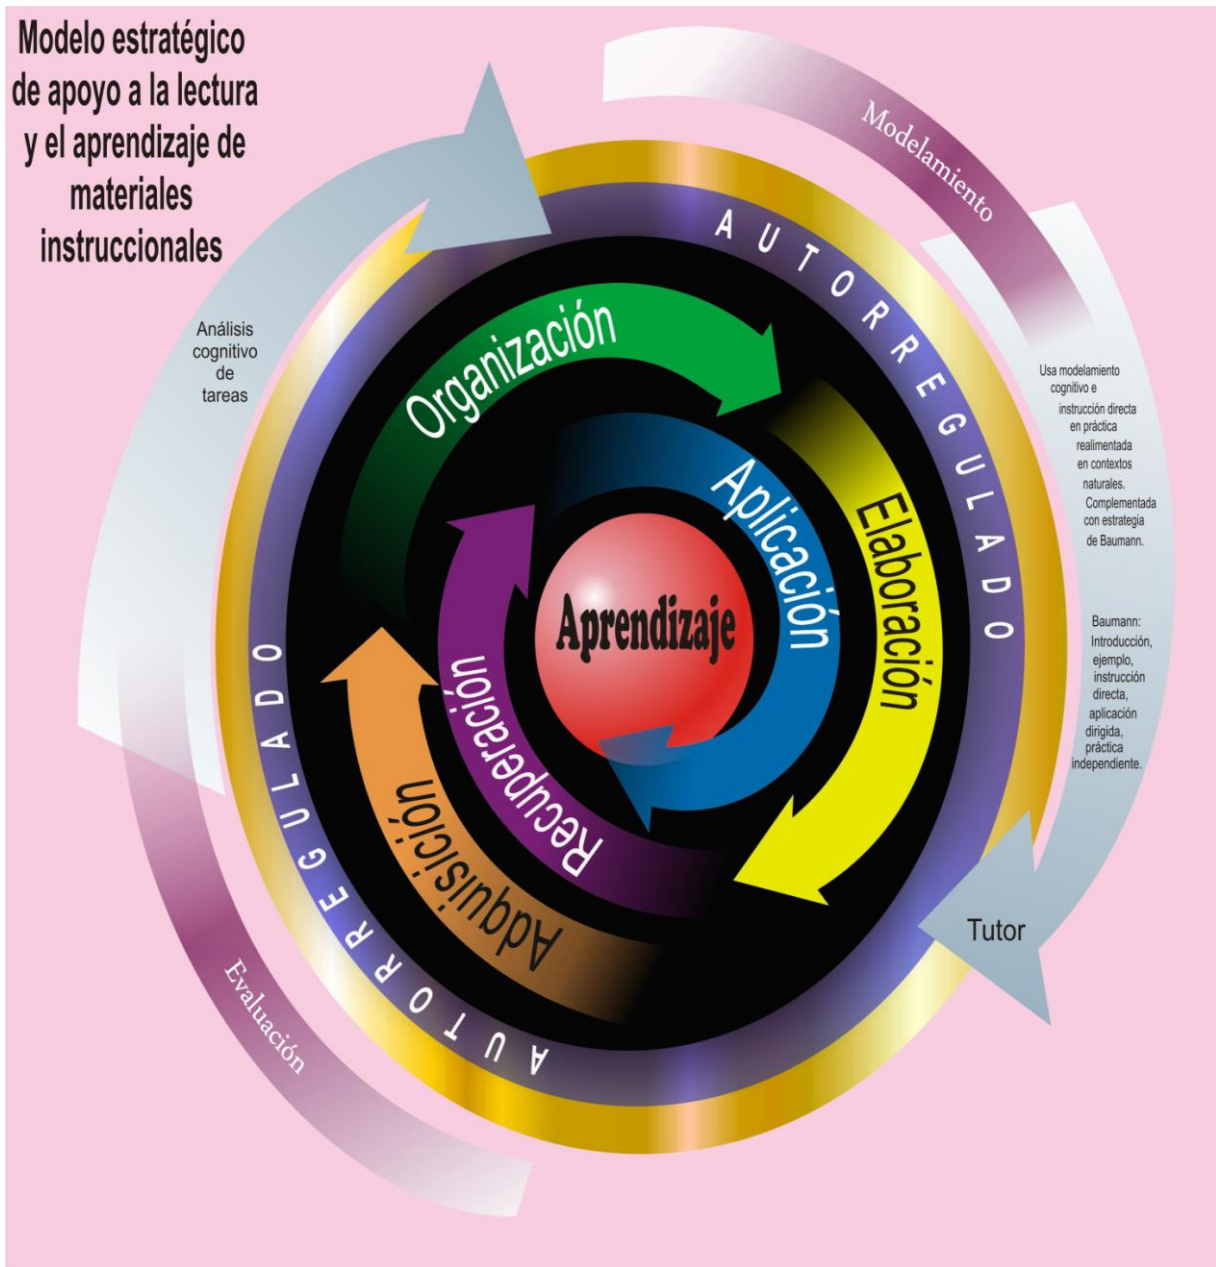 Modelo estratégico
de apoyo a la lectura
y el aprendizaje de
materiales
instruccionales
Modelamiento
Análisis
cognitivo
de
tareas
AUTORREGULADO
Organización
Aplicación
Elaboración
Aprendizaje
Recuperación
Adquisición
AUTORREGULADO
Usa modelamiento
cognitivo e
instrucción directa
en práctica
realimentada
en contextos
naturales.
Complementada
con estrategia
de Baumann.
Baumann:
Introducción,
ejemplo,
instrucción
directa,
aplicación
dirigida,
práctica
independiente.
Tutor
Evaluación